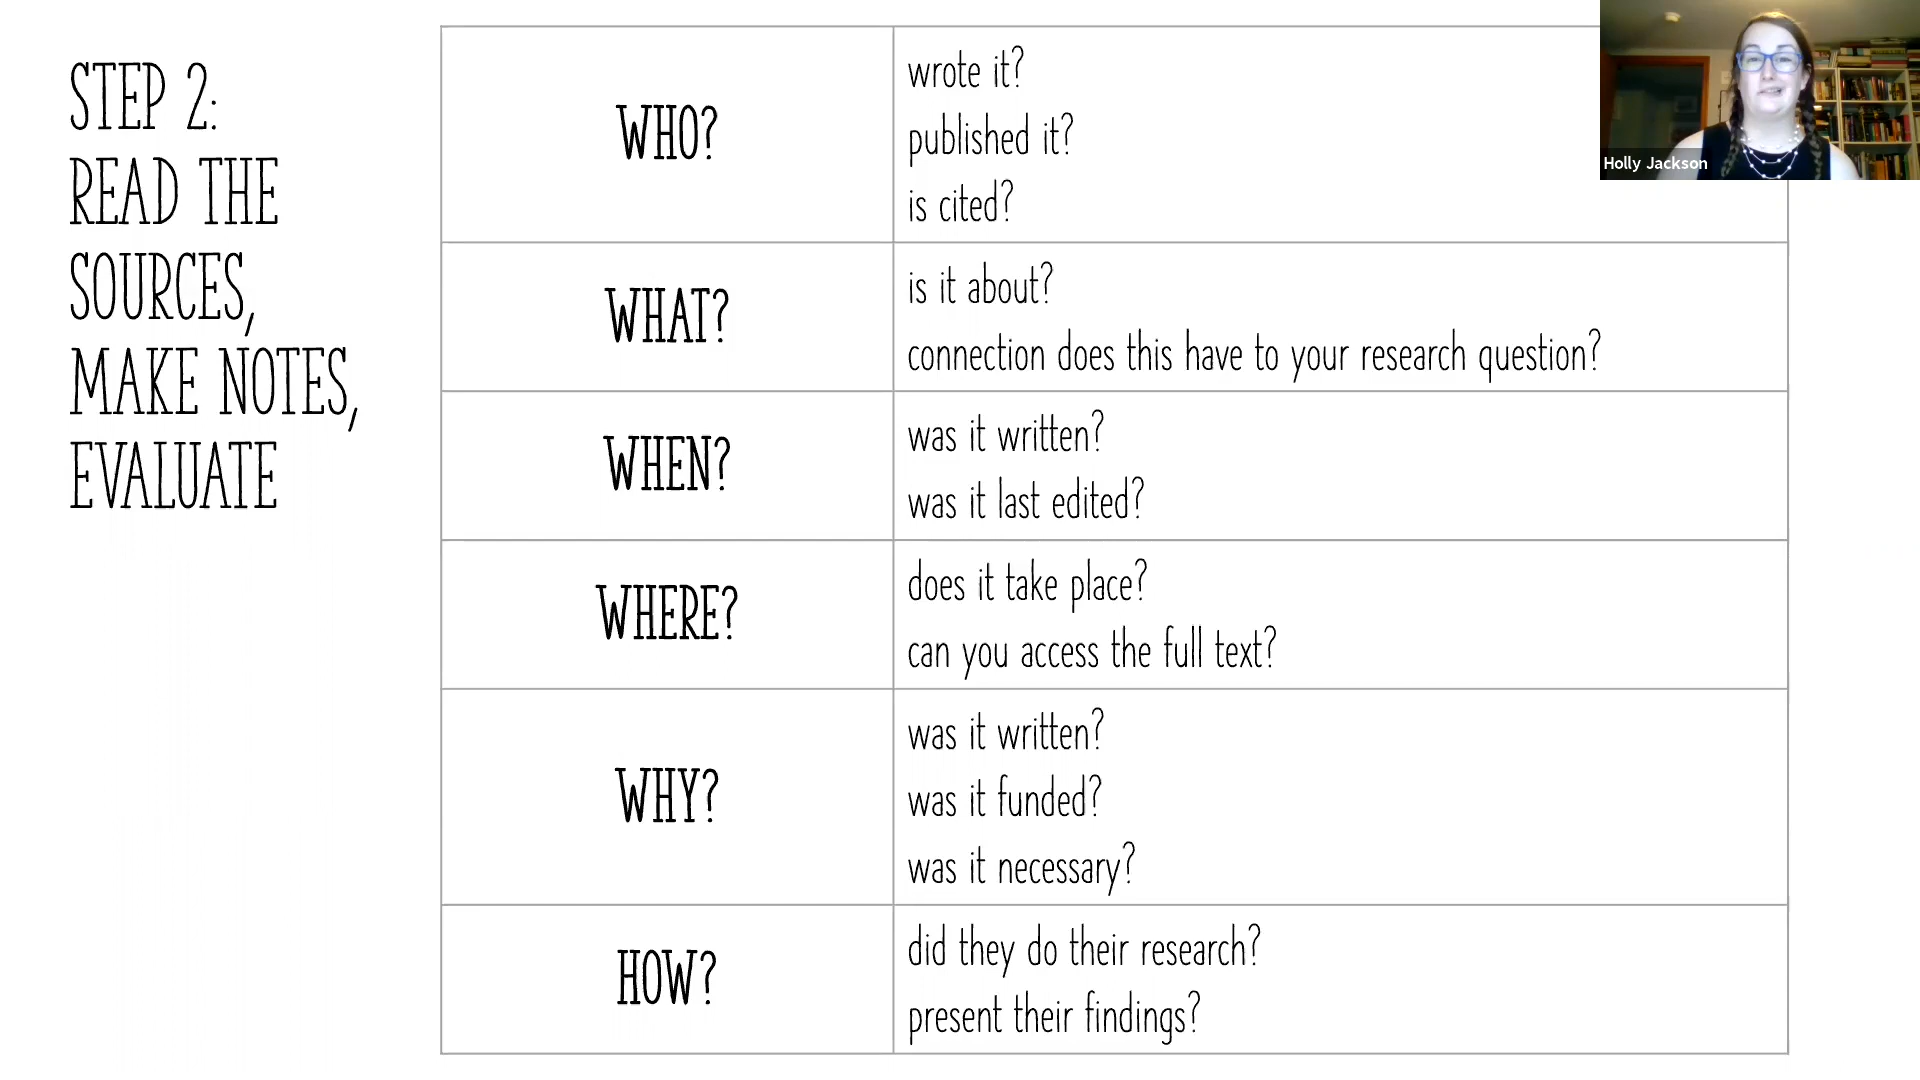 STEP 2:
READ THE
SOURCES,
MAKE NOTES,
EVALUATE
WHO?
wrote it?
published it?
is cited?
WHAT?
is it about?
connection does this have to your research question?
WHEN?
was it written?
was it last edited?
WHERE?
does it take place?
can you access the full text?
WHY?
was it written?
was it funded?
was it necessary?
HOW?
did they do their research?
present their findings?
Holly Jackson